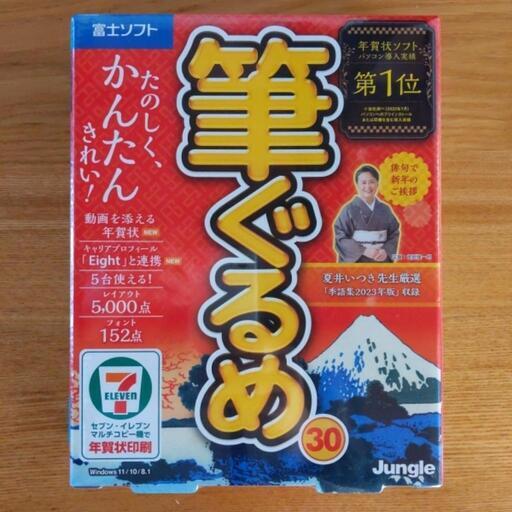 富士ソフト
年賀状ソフト
パソコン導入実績
第1位
たのしく、
かんたん
きれい!
筆ぐるめ
俳句で
新年の
ご挨拶
動画を添える
年賀状 NEW
キャリアプロフィール
「Eight」と連携 NEW
5台使える!
レイアウト
5,000点
フォント
152点
夏井いつき先生厳選
「季語集2023年版」収録
7
ELEVEN
セブン‐イレブン
マルチコピー機で
年賀状印刷
30
Windows 11/10/8.1
Jungle